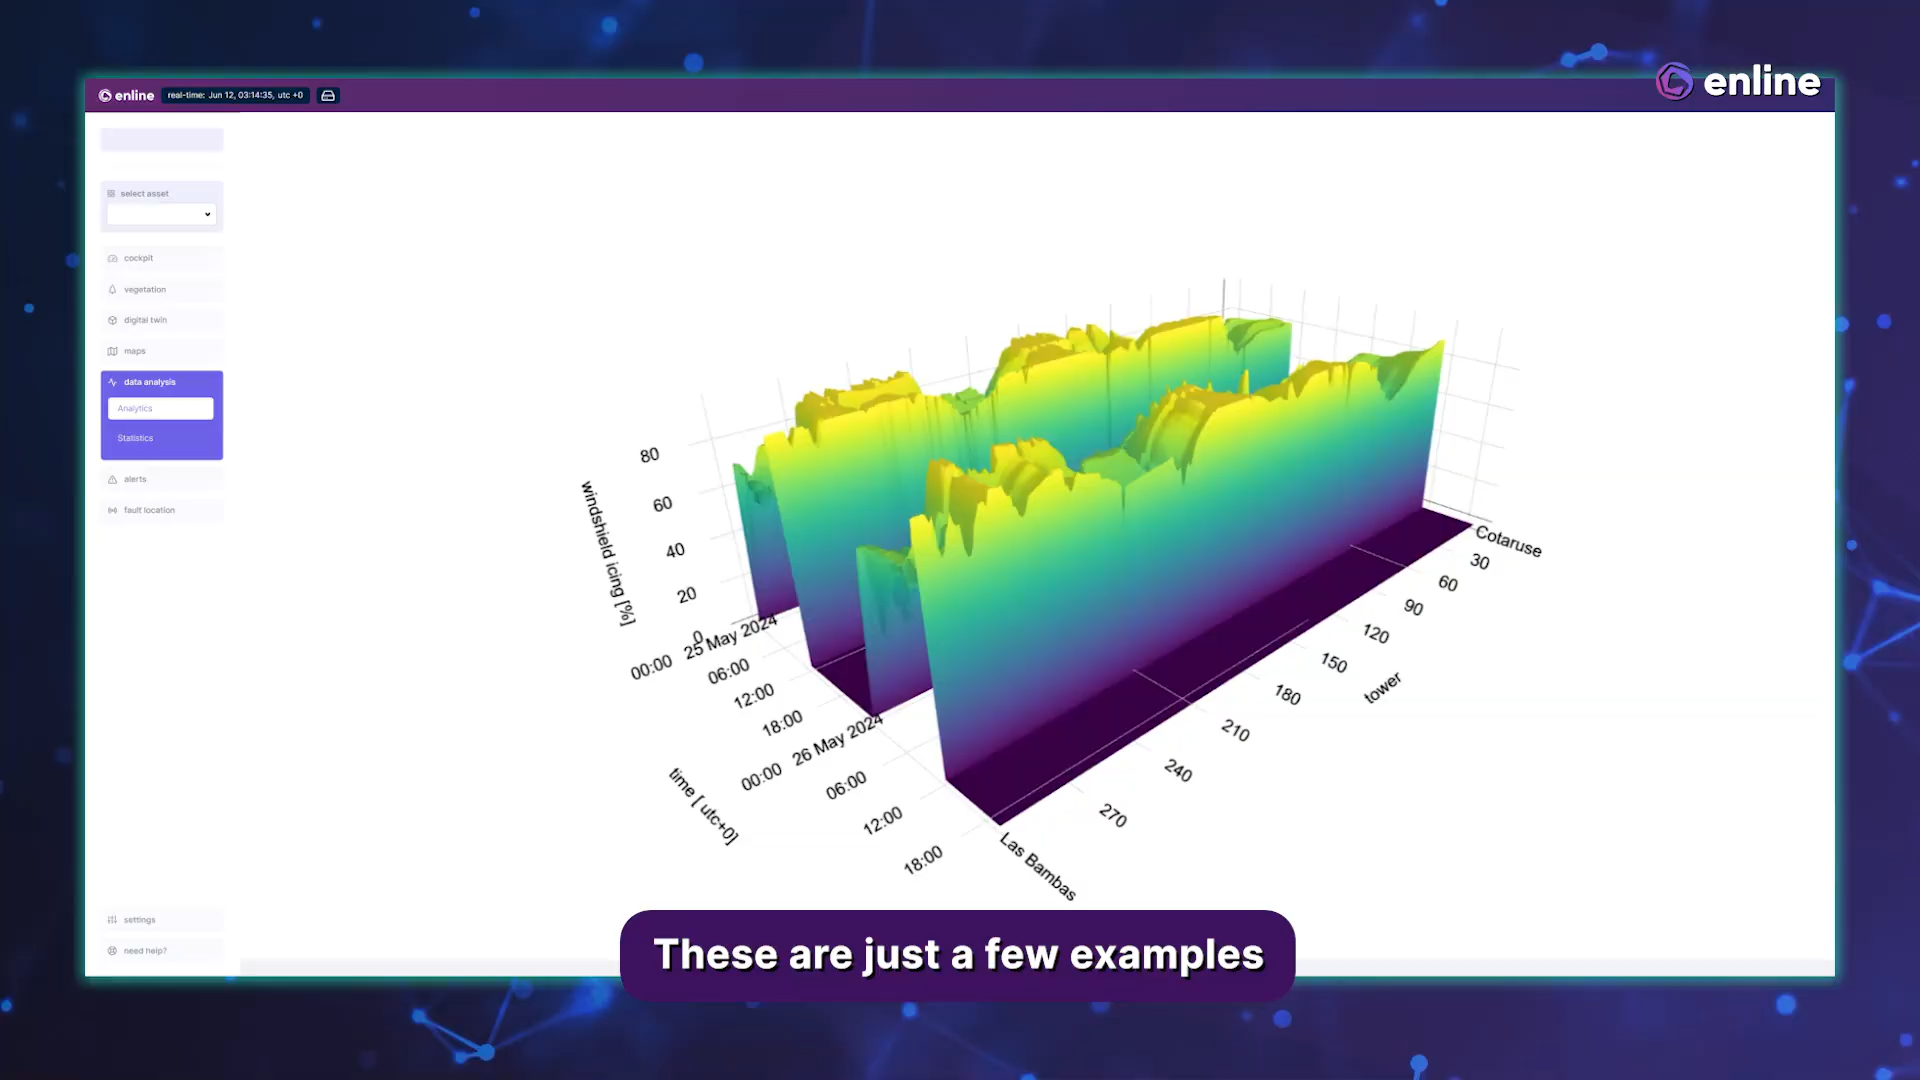 enline
real-time: Jun 12, 03:14:35, utc +0
enline
select asset
cockpit
vegetation
digital twin
maps
data analysis
Analytics
Statistics
alerts
fault location
settings
need help?
windshield icing [%]
80
60
40
20
0
00:00 25 May 2024
06:00
12:00
18:00
00:00 26 May 2024
06:00
12:00
18:00
time [ utc+0]
Cotaruse
30
60
90
120
150
180
210
240
270
Las Bambas
tower
These are just a few examples